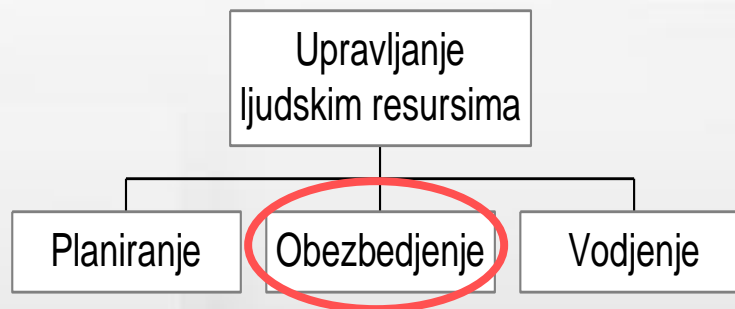 Upravljanje
ljudskim resursima
Planiranje
Obezbedjenje
Vodjenje